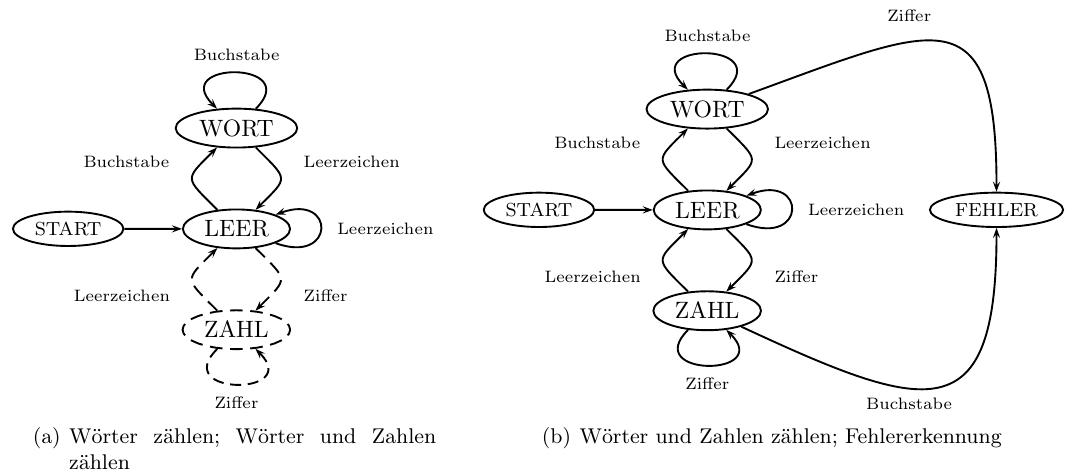 Buchstabe
WORT
Buchstabe
Leerzeichen
START
LEER
Leerzeichen
Leerzeichen
Ziffer
ZAHL
Ziffer
(a) Wörter zählen; Wörter und Zahlen
zählen
Ziffer
Buchstabe
WORT
Buchstabe
Leerzeichen
START
LEER
Leerzeichen
FEHLER
Leerzeichen
Ziffer
ZAHL
Ziffer
Buchstabe
(b) Wörter und Zahlen zählen; Fehlererkennung